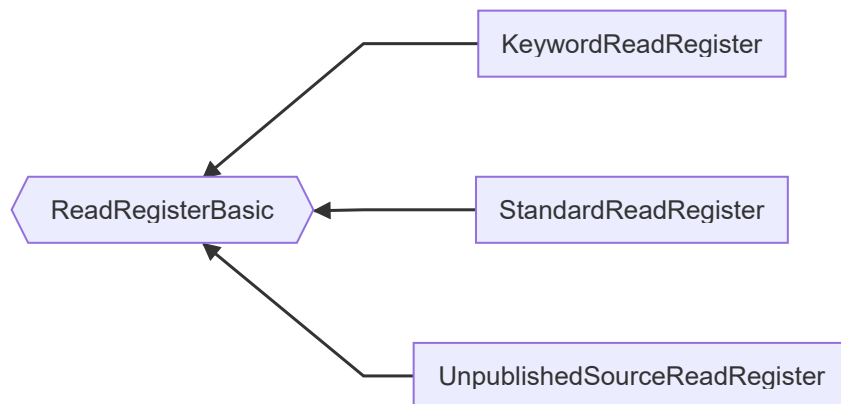 KeywordReadRegister
ReadRegisterBasic
StandardReadRegister
UnpublishedSourceReadRegister